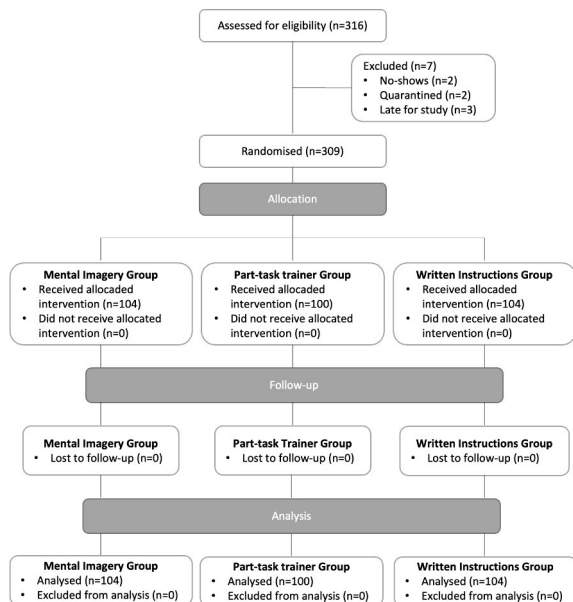 Assessed for eligibility (n=316)
Excluded (n=7)
• No-shows (n=2)
• Quarantined (n=2)
• Late for study (n=3)
Randomised (n=309)
Allocation
Mental Imagery Group
• Received allocaded
intervention (n=104)
• Did not receive allocated
intervention (n=0)
Part-task trainer Group
• Received allocaded
intervention (n=100)
• Did not receive allocated
intervention (n=0)
Written Instructions Group
• Received allocaded
intervention (n=104)
• Did not receive allocated
intervention (n=0)
Follow-up
Mental Imagery Group
• Lost to follow-up (n=0)
Part-task Trainer Group
• Lost to follow-up (n=0)
Written Instructions Group
• Lost to follow-up (n=0)
Analysis
Mental Imagery Group
• Analysed (n=104)
• Excluded from analysis (n=0)
Part-task trainer Group
• Analysed (n=100)
• Excluded from analysis (n=0)
Written Instructions Group
• Analysed (n=104)
• Excluded from analysis (n=0)